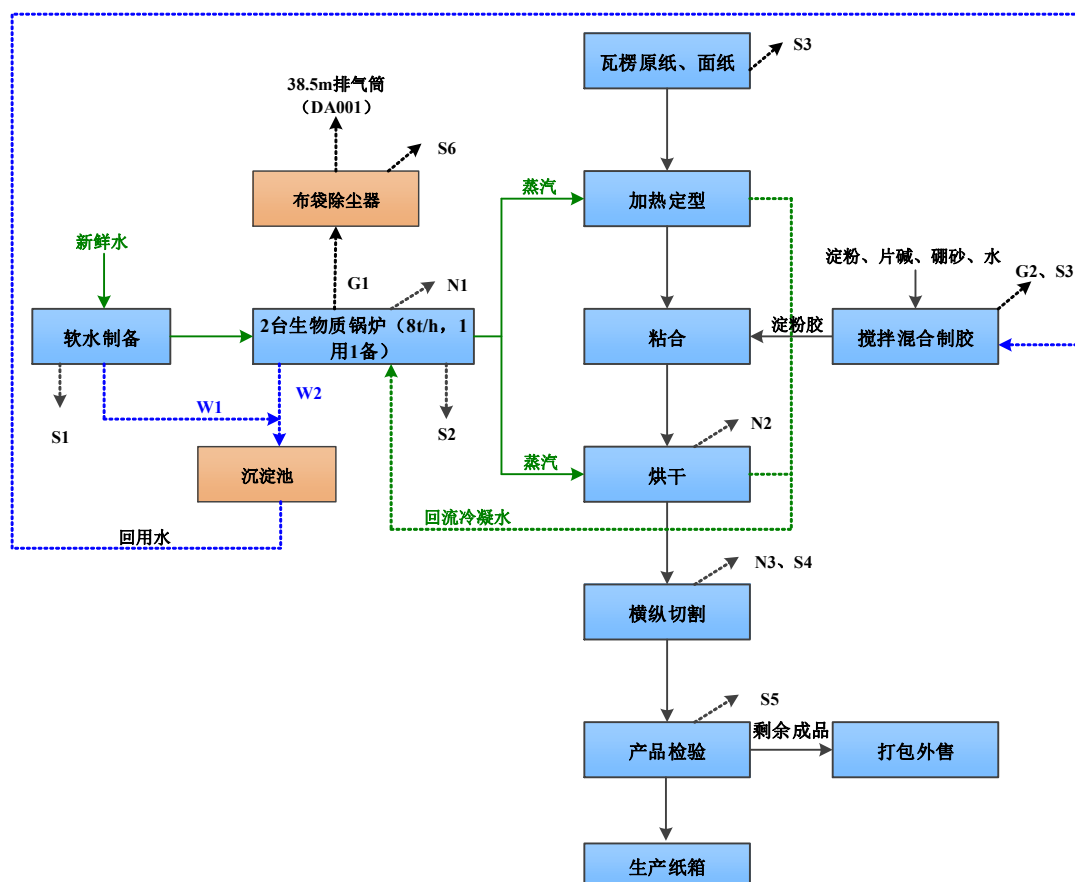 瓦楞原纸、面纸
S3
38.5m排气筒
（DA001）
S6
布袋除尘器
蒸汽
加热定型
新鲜水
淀粉、片碱、硼砂、水
G2、S3
G1
N1
软水制备
2台生物质锅炉（8t/h，1
用1备）
粘合
淀粉胶
搅拌混合制胶
W1
W2
S1
S2
N2
沉淀池
蒸汽
烘干
回用水
回流冷凝水
N3、S4
横纵切割
S5
产品检验
剩余成品
打包外售
生产纸箱